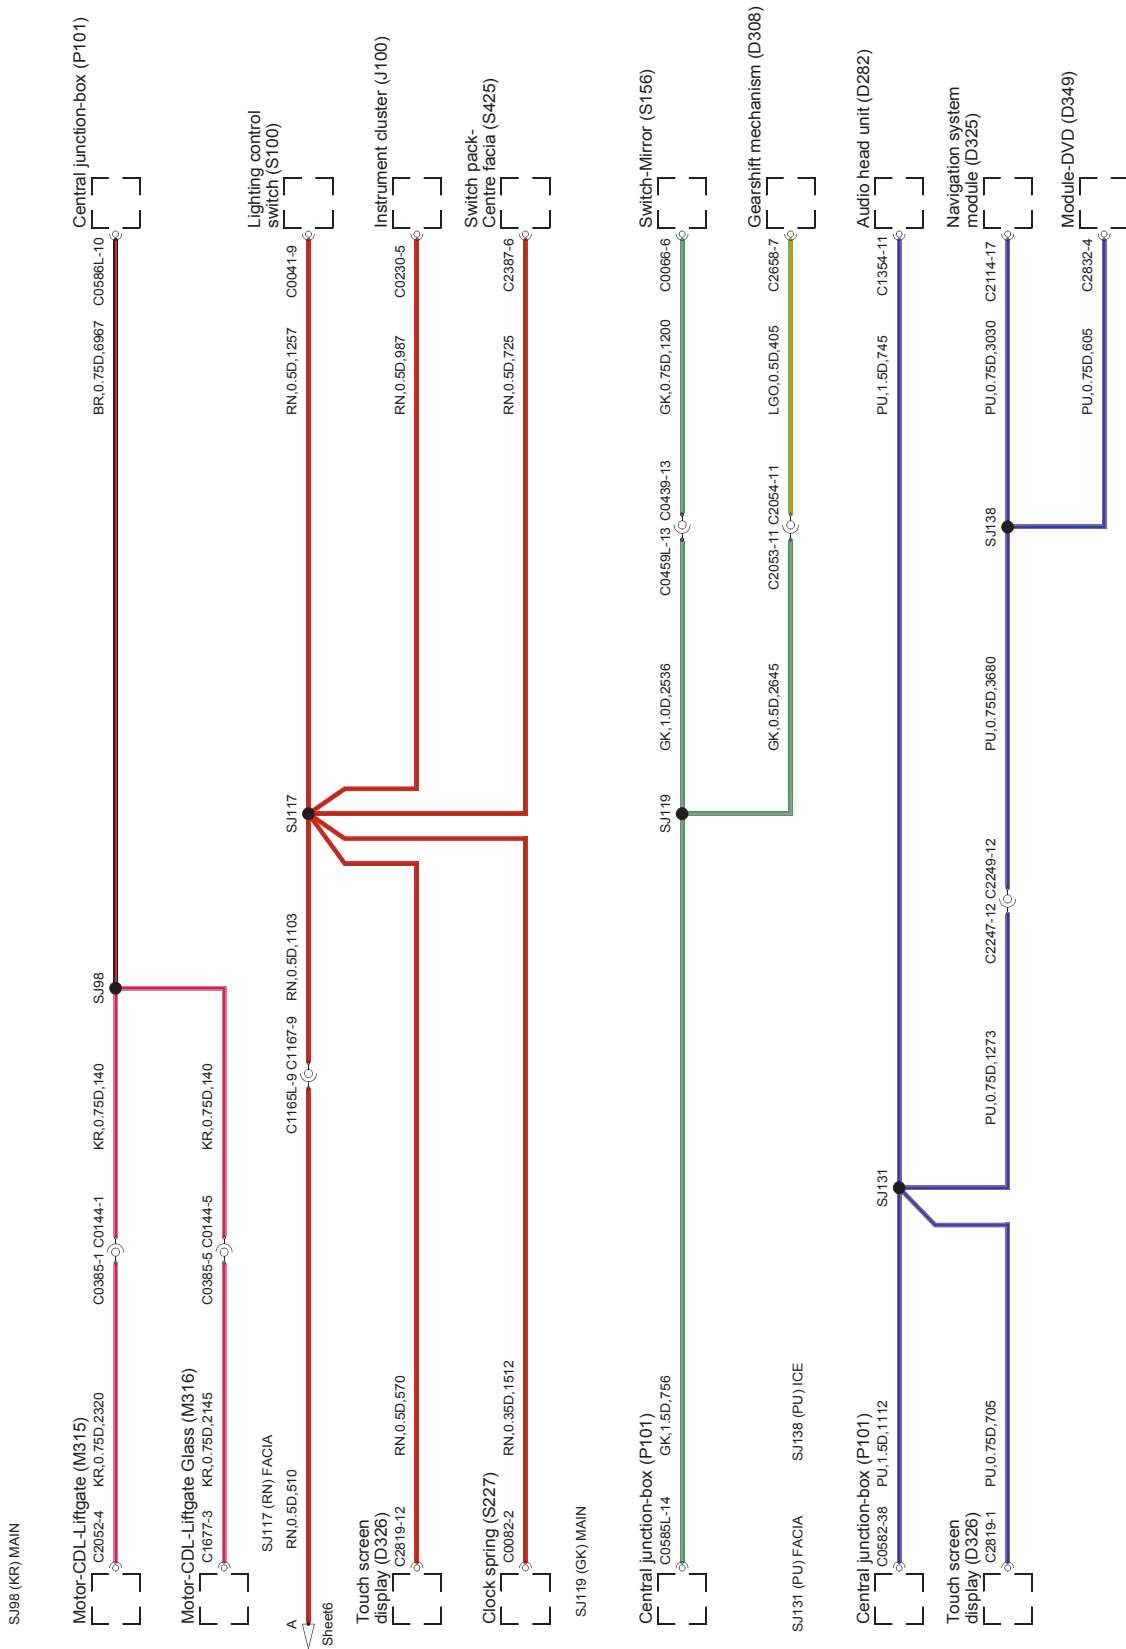 SJ98 (KR) MAIN
Motor-CDL-Liftgate (M315)
C2052-4
KR,0.75D,2320
C0385-1
C0144-1
KR,0.75D,140
SJ98
BR,0.75D,6967
C0586L-10
Central junction-box (P101)
Motor-CDL-Liftgate Glass (M316)
C1677-3
KR,0.75D,2145
C0385-5
C0144-5
KR,0.75D,140
SJ117 (RN) FACIA
A
Sheet6
RN,0.5D,510
C1165L-9
C1167-9
RN,0.5D,1103
SJ117
RN,0.5D,1257
C0041-9
Lighting control
switch (S100)
Touch screen
display (D326)
C2819-12
RN,0.5D,570
RN,0.5D,987
C0230-5
Instrument cluster (J100)
Clock spring (S227)
C0082-2
RN,0.35D,1512
RN,0.5D,725
C2387-6
Switch pack-
Centre facia (S425)
SJ119 (GK) MAIN
Central junction-box (P101)
C0585L-14
GK,1.5D,756
SJ119
GK,1.0D,2536
C0459L-13
C0439-13
GK,0.75D,1200
C0066-6
Switch-Mirror (S156)
GK,0.5D,2645
C2053-11
C2054-11
LGO,0.5D,405
C2658-7
Gearshift mechanism (D308)
SJ131 (PU) FACIA
SJ138 (PU) ICE
Central junction-box (P101)
C0582-38
PU,1.5D,1112
SJ131
PU,1.5D,745
C1354-11
Audio head unit (D282)
Touch screen
display (D326)
C2819-1
PU,0.75D,705
PU,0.75D,1273
C2247-12
C2249-12
PU,0.75D,3680
SJ138
PU,0.75D,3030
C2114-17
Navigation system
module (D325)
PU,0.75D,605
C2832-4
Module-DVD (D349)